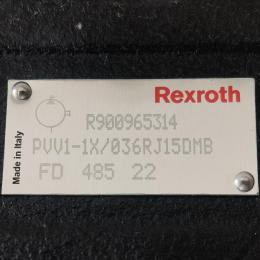 Rexroth
R900965314
PVV1-1X/036RJ15DMB
FD 485 22
Made in Italy